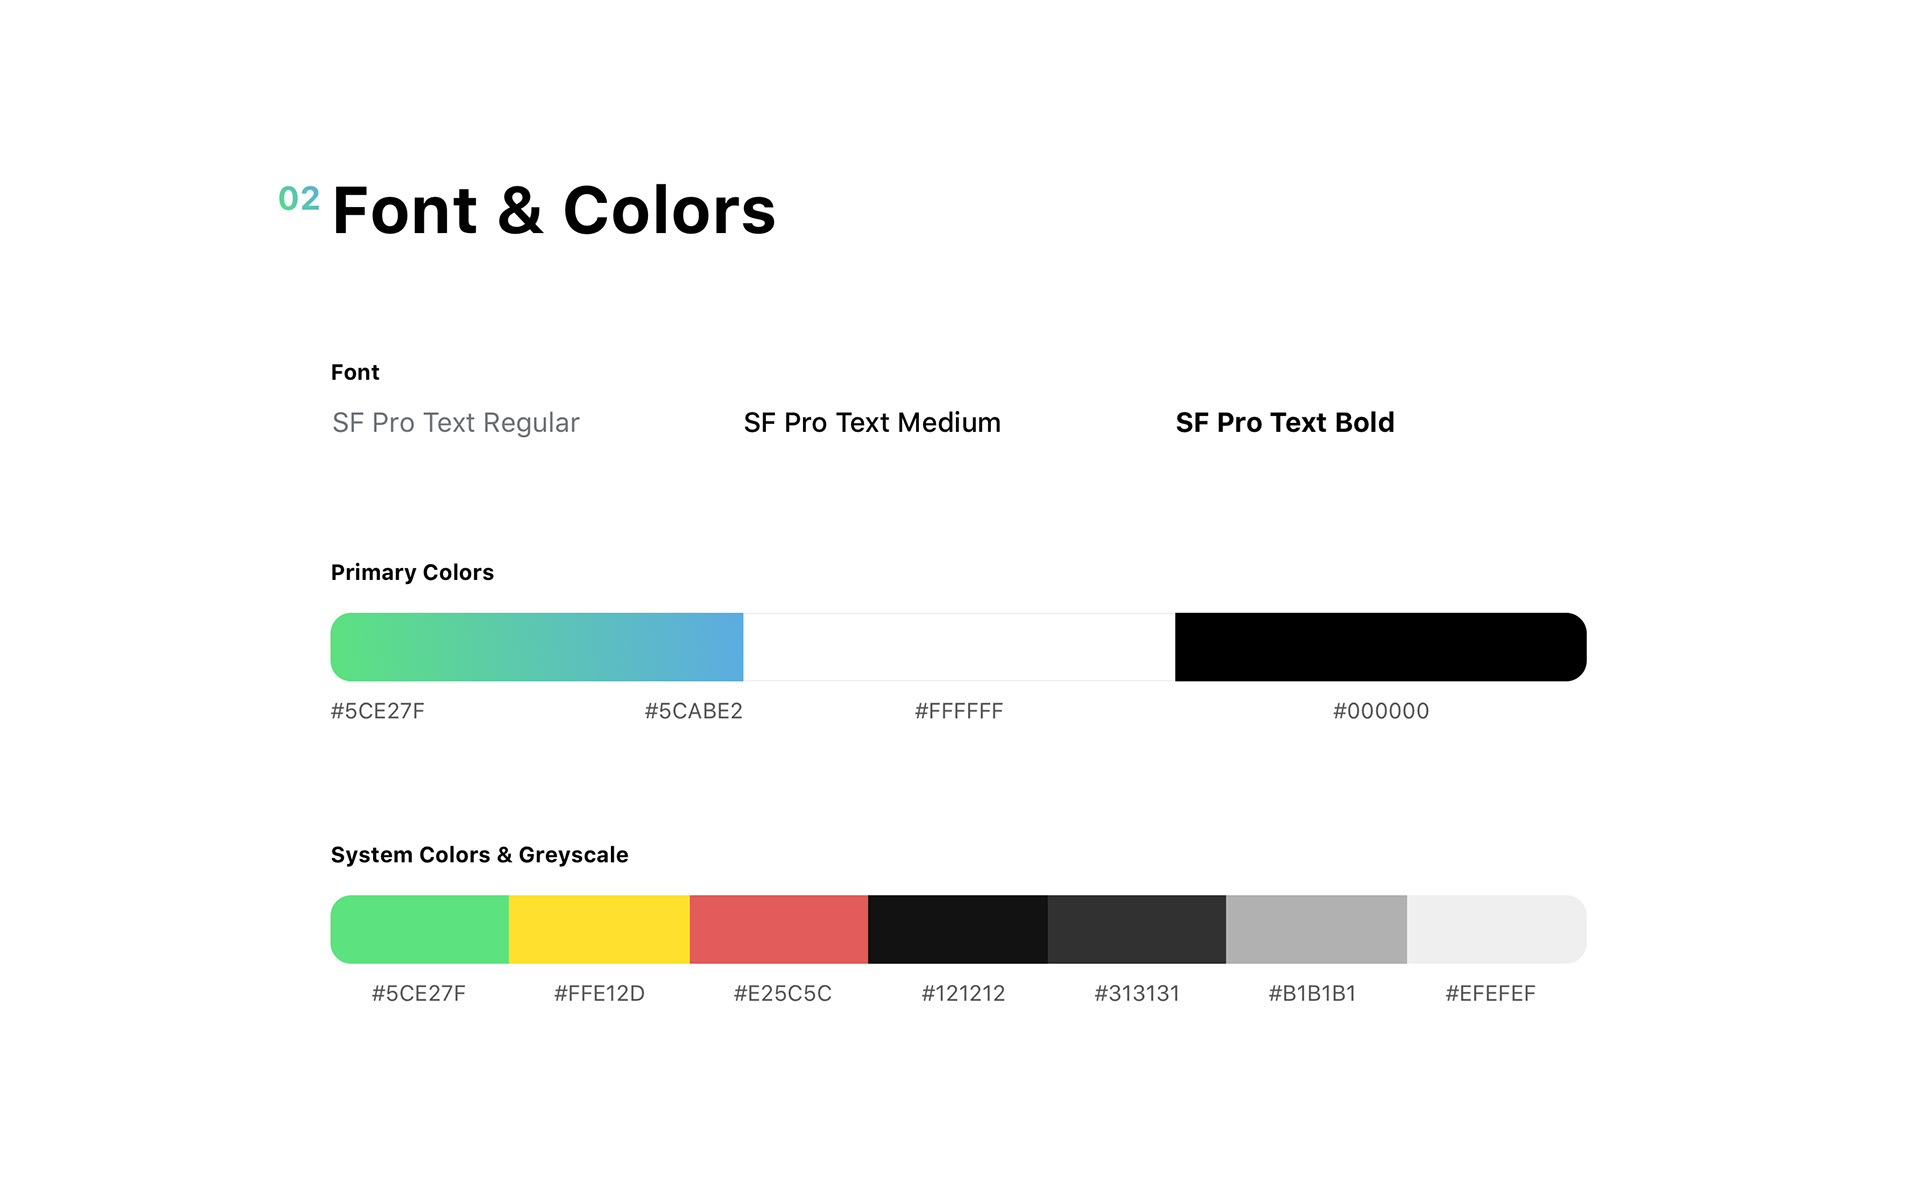 02 Font & Colors
Font
SF Pro Text Regular SF Pro Text Medium SF Pro Text Bold
Primary Colors
#5CE27F #5CABE2 #FFFFFF #000000
System Colors & Greyscale
#5CE27F #FFE12D #E25C5C #121212 #313131 #B1B1B1 #EFEFEF